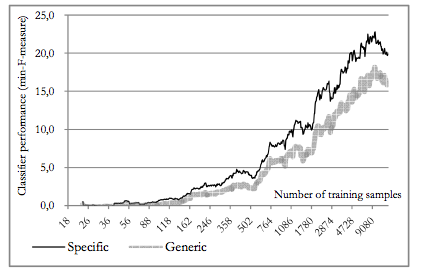 Classifier performance (min-F-measure)
25,0
20,0
15,0
10,0
5,0
0,0
Number of training samples
18 26 36 56 88 118 162 246 358 502 764 1086 1780 2874 4728 9080
Specific Generic